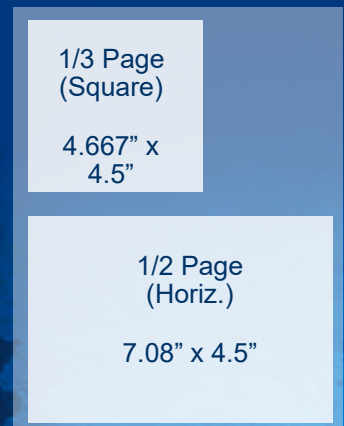 1/3 Page
(Square)
4.667” x
4.5”
1/2 Page
(Horiz.)
7.08” x 4.5”